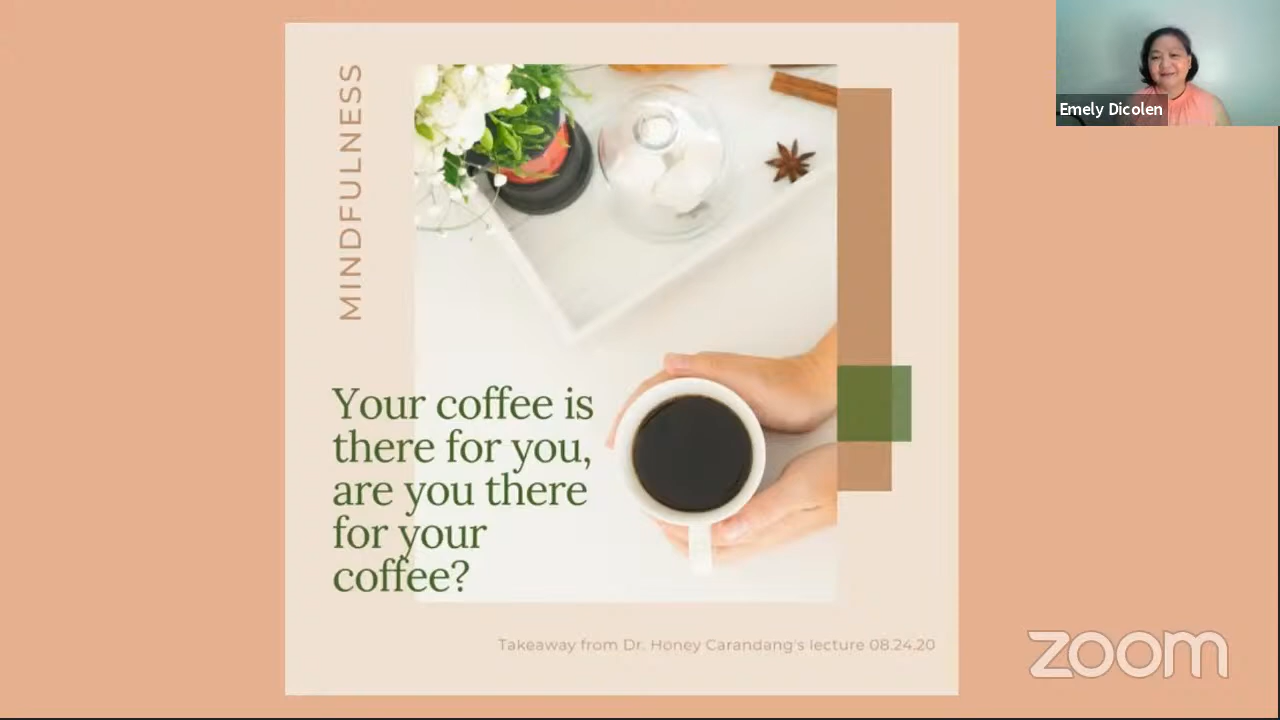 MINDFULNESS
Emely Dicolen
Your coffee is
there for you,
are you there
for your
coffee?
Takeaway from Dr. Honey Carandang's lecture 08.24.20
zoom